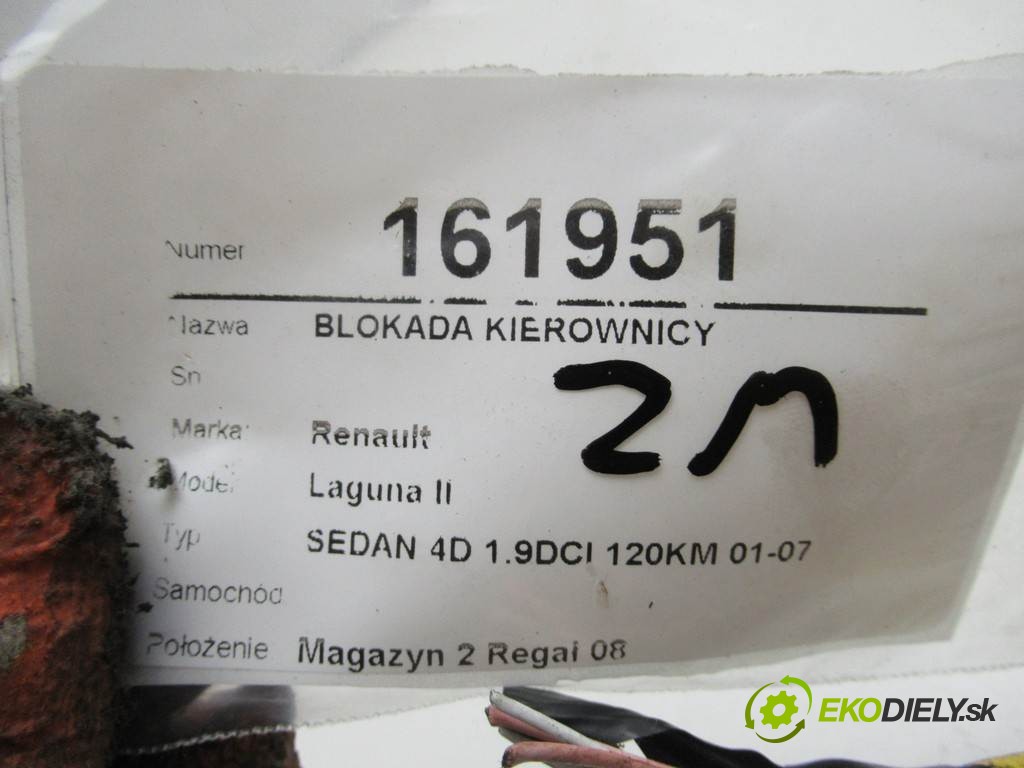 Numer 161951
Nazwa BLOKADA KIEROWNICY
Sn
Marka Renault
Model Laguna II
Typ SEDAN 4D 1.9DCI 120KM 01-07
Samochód
Położenie Magazyn 2 Regał 08
EKODIELY.sk